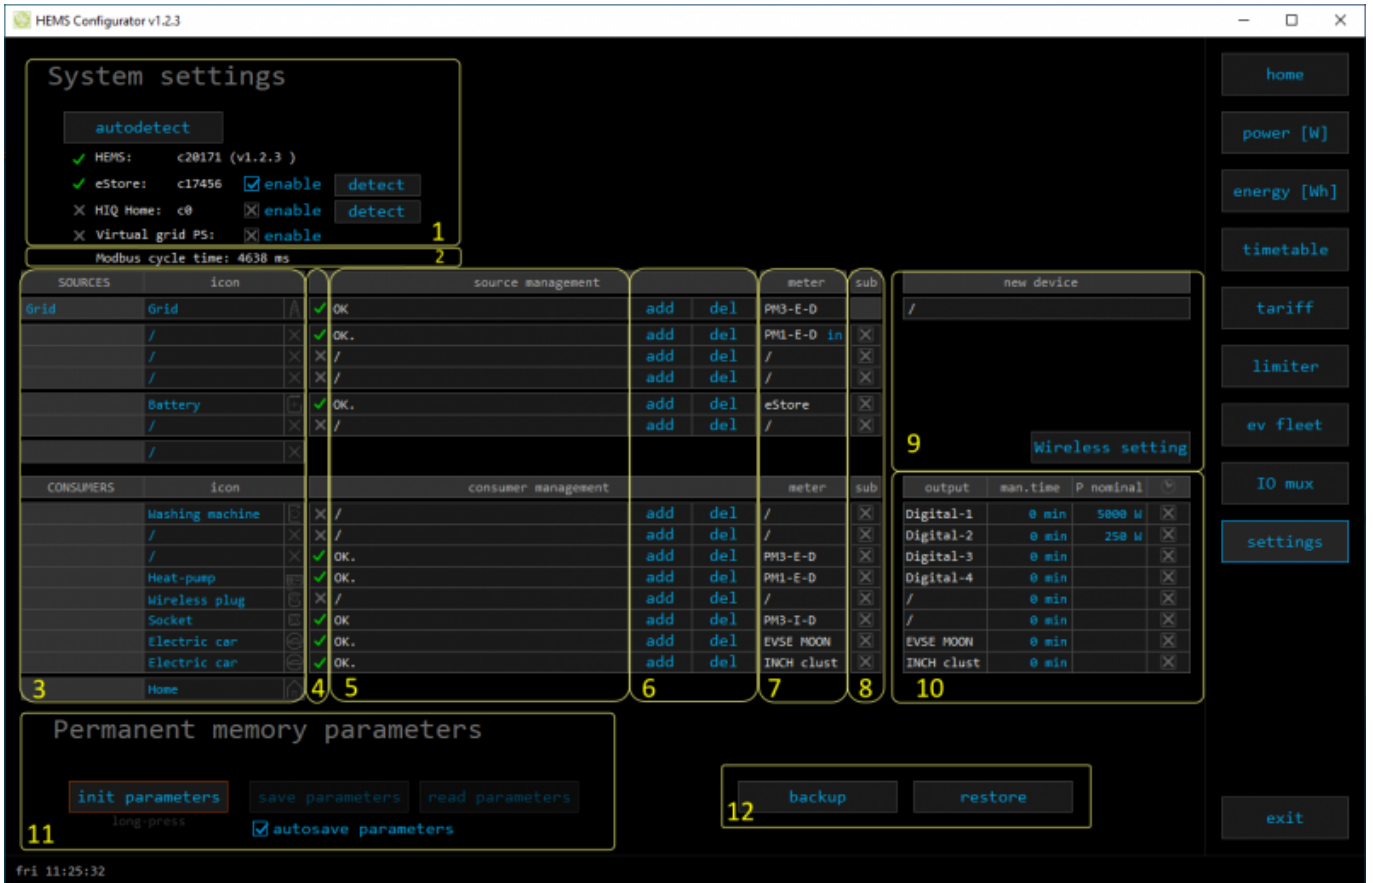 HEMS Configurator v1.2.3
System settings
autodetect
HEMS: c20171 (v1.2.3 )
eStore: c17456 enable detect
HIQ Home: c0 enable detect
Virtual grid PS: enable 1
Modbus cycle time: 4638 ms 2
SOURCES icon source management meter sub
Grid Grid OK add del PM3-E-D
/ OK. add del PM1-E-D in
/ / add del /
/ / add del /
Battery OK. add del eStore
/ / add del /
/
CONSUMERS icon consumer management meter sub
Washing machine / add del /
/ / add del /
/ OK. add del PM3-E-D
Heat-pump OK. add del PM1-E-D
Wireless plug / add del /
Socket OK add del PM3-I-D
Electric car OK. add del EVSE MOON
Electric car OK. add del INCH clust
Home
3 4 5 6 7 8
new device
/
9 Wireless setting
output man.time P nominal
Digital-1 0 min 5000 W
Digital-2 0 min 250 W
Digital-3 0 min
Digital-4 0 min
/ 0 min
/ 0 min
EVSE MOON 0 min
INCH clust 0 min
10
Permanent memory parameters
init parameters save parameters read parameters
long-press
autosave parameters
11
backup restore
12
home
power [W]
energy [Wh]
timetable
tariff
limiter
ev fleet
IO mux
settings
exit
fri 11:25:32